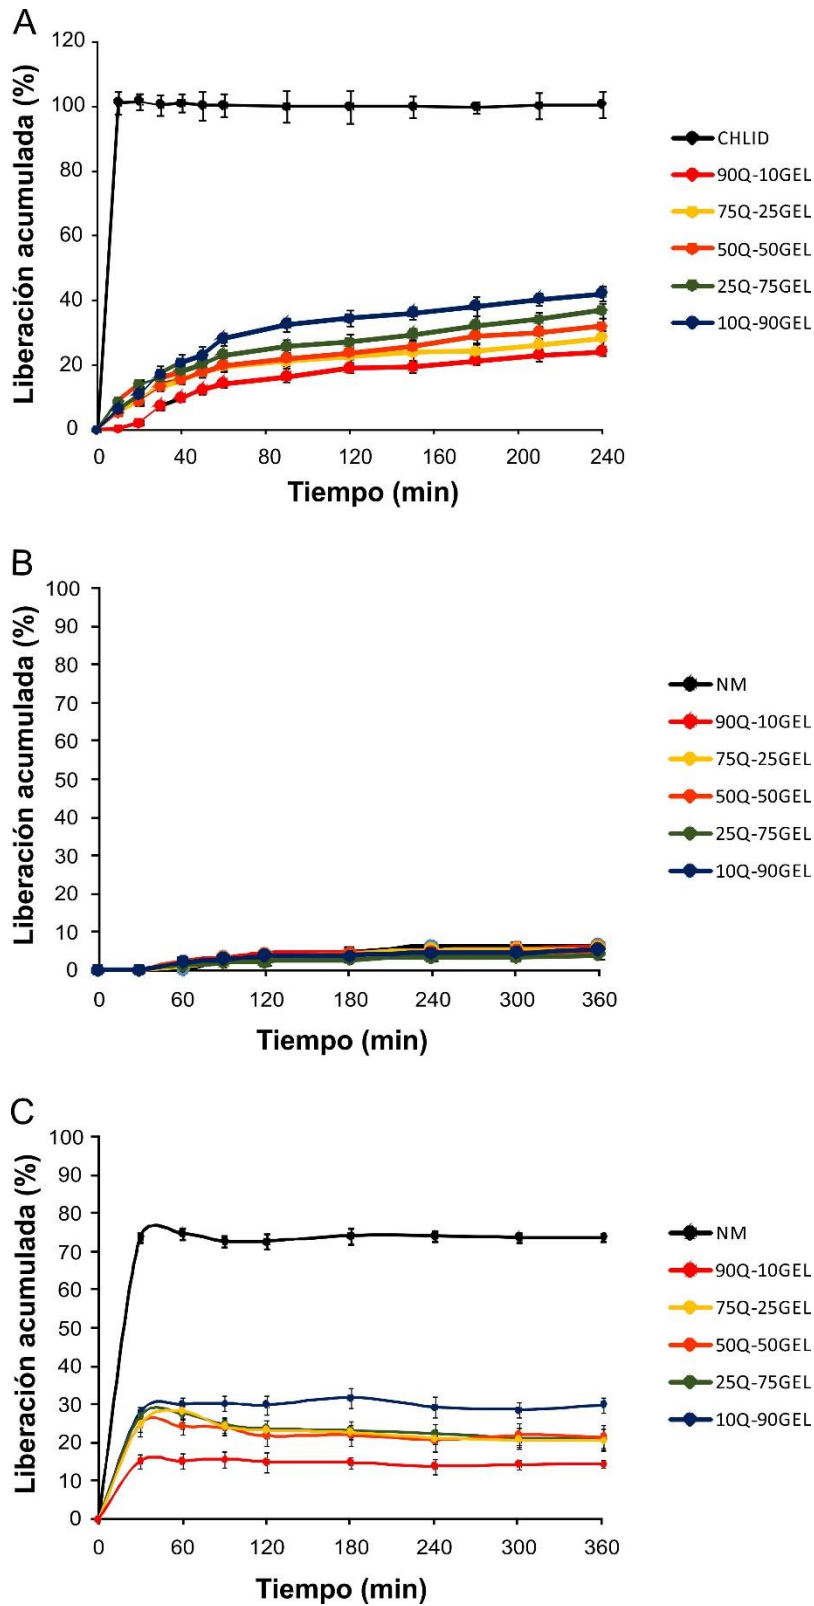 A
Liberación acumulada (%)
120
100
80
60
40
20
0
0 40 80 120 160 200 240
Tiempo (min)
CHLID
90Q-10GEL
75Q-25GEL
50Q-50GEL
25Q-75GEL
10Q-90GEL
B
Liberación acumulada (%)
100
90
80
70
60
50
40
30
20
10
0
0 60 120 180 240 300 360
Tiempo (min)
NM
90Q-10GEL
75Q-25GEL
50Q-50GEL
25Q-75GEL
10Q-90GEL
C
Liberación acumulada (%)
100
90
80
70
60
50
40
30
20
10
0
0 60 120 180 240 300 360
Tiempo (min)
NM
90Q-10GEL
75Q-25GEL
50Q-50GEL
25Q-75GEL
10Q-90GEL